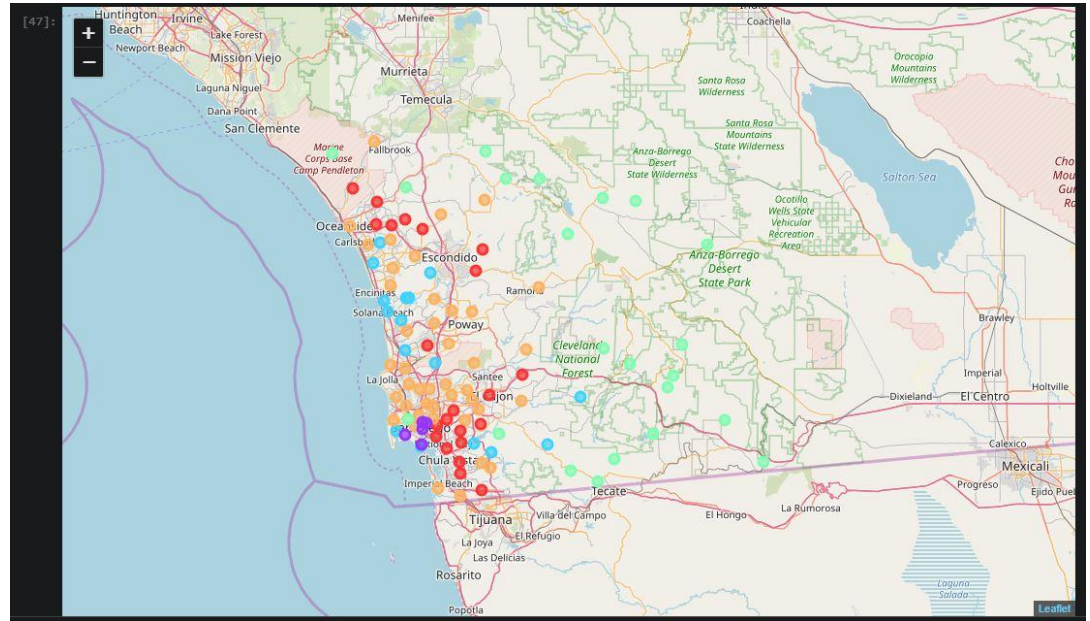 [47]:
+
−
Huntington
Beach
Irvine
Newport Beach
Lake Forest
Mission Viejo
Laguna Niguel
Dana Point
San Clemente
Menifee
Murrieta
Temecula
Coachella
Orocopia
Mountains
Wilderness
Santa Rosa
Wilderness
Santa Rosa
Mountains
State Wilderness
Marine
Corps Base
Camp Pendleton
Fallbrook
Anza-Borrego
Desert
State Wilderness
Salton Sea
Ocotillo
Wells State
Vehicular
Recreation
Area
Carlsbad
Escondido
Anza-Borrego
Desert
State Park
Encinitas
Solana Beach
Ramona
Poway
Brawley
Cleveland
National
Forest
La Jolla
Santee
El Cajon
Imperial
Holtville
Dixieland
El Centro
Chula Vista
Calexico
Mexicali
Imperial Beach
Tecate
Progreso
Tijuana
Villa del Campo
El Hongo
La Rumorosa
El Refugio
La Joya
Las Delicias
Rosarito
Popotla
Laguna
Salada
Leaflet